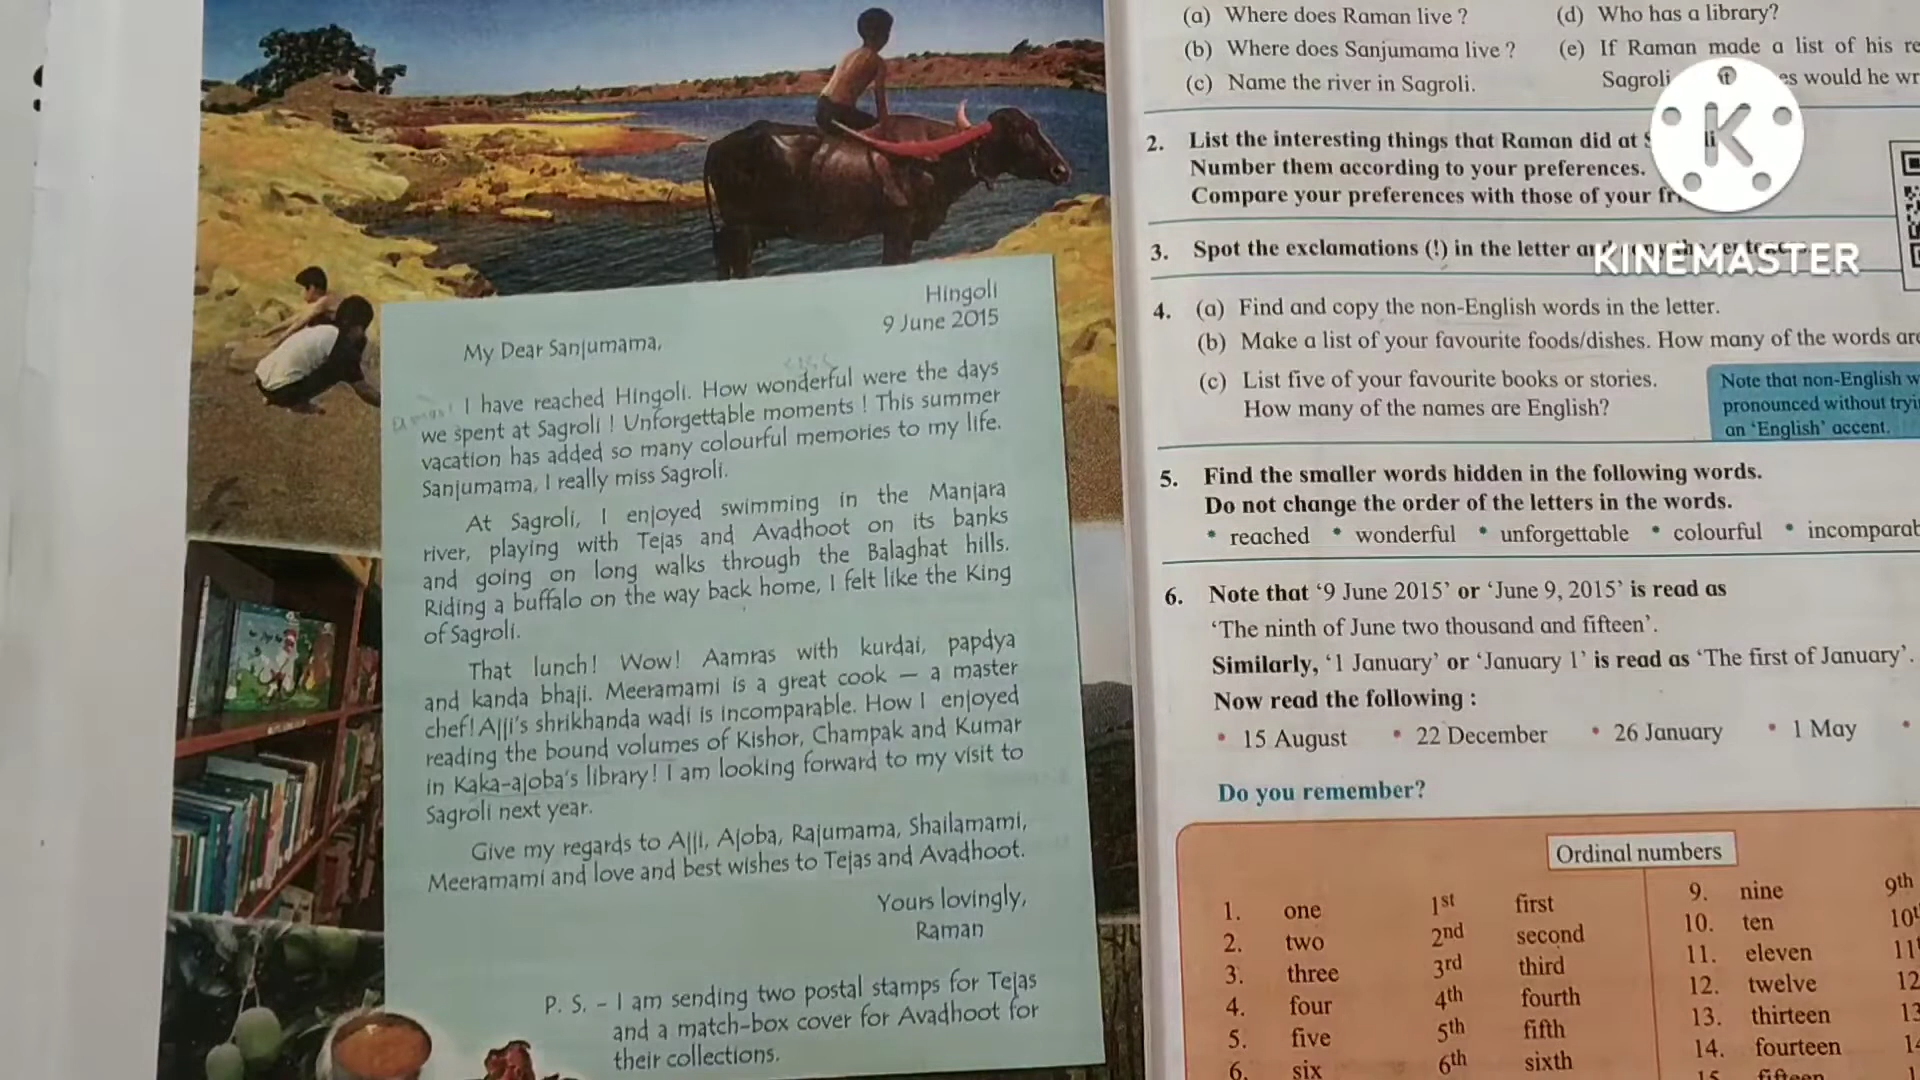 Hingoli
9 June 2015
My Dear Sanjumama,
I have reached Hingoli. How wonderful were the days
we spent at Sagroli ! Unforgettable moments ! This summer
vacation has added so many colourful memories to my life.
Sanjumama, I really miss Sagroli.
At Sagroli, I enjoyed swimming in the Manjara
river, playing with Tejas and Avadhoot on its banks
and going on long walks through the Balaghat hills.
Riding a buffalo on the way back home, I felt like the King
of Sagroli.
That lunch! Wow! Aamras with kurdai, papdya
and kanda bhaji. Meeramami is a great cook – a master
chef! Ajji's shrikhanda wadi is incomparable. How I enjoyed
reading the bound volumes of Kishor, Champak and Kumar
in Kaka-ajoba's library! I am looking forward to my visit to
Sagroli next year.
Give my regards to Ajji, Ajoba, Rajumama, Shailamami,
Meeramami and love and best wishes to Tejas and Avadhoot.
Yours lovingly,
Raman
P. S. – I am sending two postal stamps for Tejas
and a match-box cover for Avadhoot for
their collections.
(a) Where does Raman live ?
(b) Where does Sanjumama live ?
(c) Name the river in Sagroli.
(d) Who has a library?
(e) If Raman made a list of his
Sagroli would he
2. List the interesting things that Raman did at
Number them according to your preferences.
Compare your preferences with those of your
3. Spot the exclamations (!) in the letter
K
KINEMASTER
4. (a) Find and copy the non-English words in the letter.
(b) Make a list of your favourite foods/dishes. How many of the words
(c) List five of your favourite books or stories.
How many of the names are English?
Note that non-English
pronounced without
an 'English' accent.
5. Find the smaller words hidden in the following words.
Do not change the order of the letters in the words.
* reached * wonderful * unforgettable * colourful *
6. Note that '9 June 2015' or 'June 9, 2015' is read as
'The ninth of June two thousand and fifteen'.
Similarly, '1 January' or 'January 1' is read as 'The first of January'.
Now read the following :
• 15 August • 22 December • 26 January • 1 May •
Do you remember?
Ordinal numbers
1. one 1st first
2. two 2nd second
3. three 3rd third
4. four 4th fourth
5. five 5th fifth
6. six 6th sixth
9. nine 9th
10. ten
11. eleven
12. twelve
13. thirteen
14. fourteen
15. fifteen